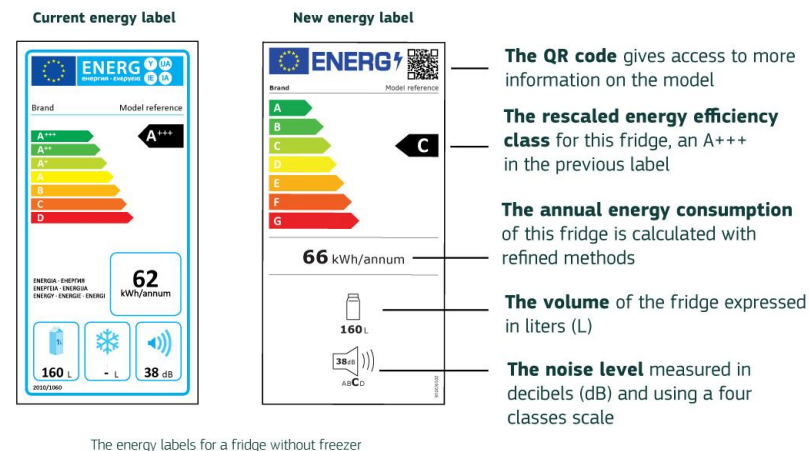 Current energy label
New energy label
ENERG Y UA
енергия · ενεργεια IE IA
Brand Model reference
A+++
A++
A+
A
B
C
D
A+++
ENERGIA · ЕНЕРГИЯ
ΕΝΕΡΓΕΙΑ · ENERGIJA
ENERGY · ENERGIE · ENERGI
62
kWh/annum
1L
160 L
- L
38 dB
2010/1060
ENERG
Brand Model reference
A
B
C
D
E
F
G
C
66 kWh/annum
160 L
38dB
ABCD
The QR code gives access to more
information on the model
The rescaled energy efficiency
class for this fridge, an A+++
in the previous label
The annual energy consumption
of this fridge is calculated with
refined methods
The volume of the fridge expressed
in liters (L)
The noise level measured in
decibels (dB) and using a four
classes scale
The energy labels for a fridge without freezer